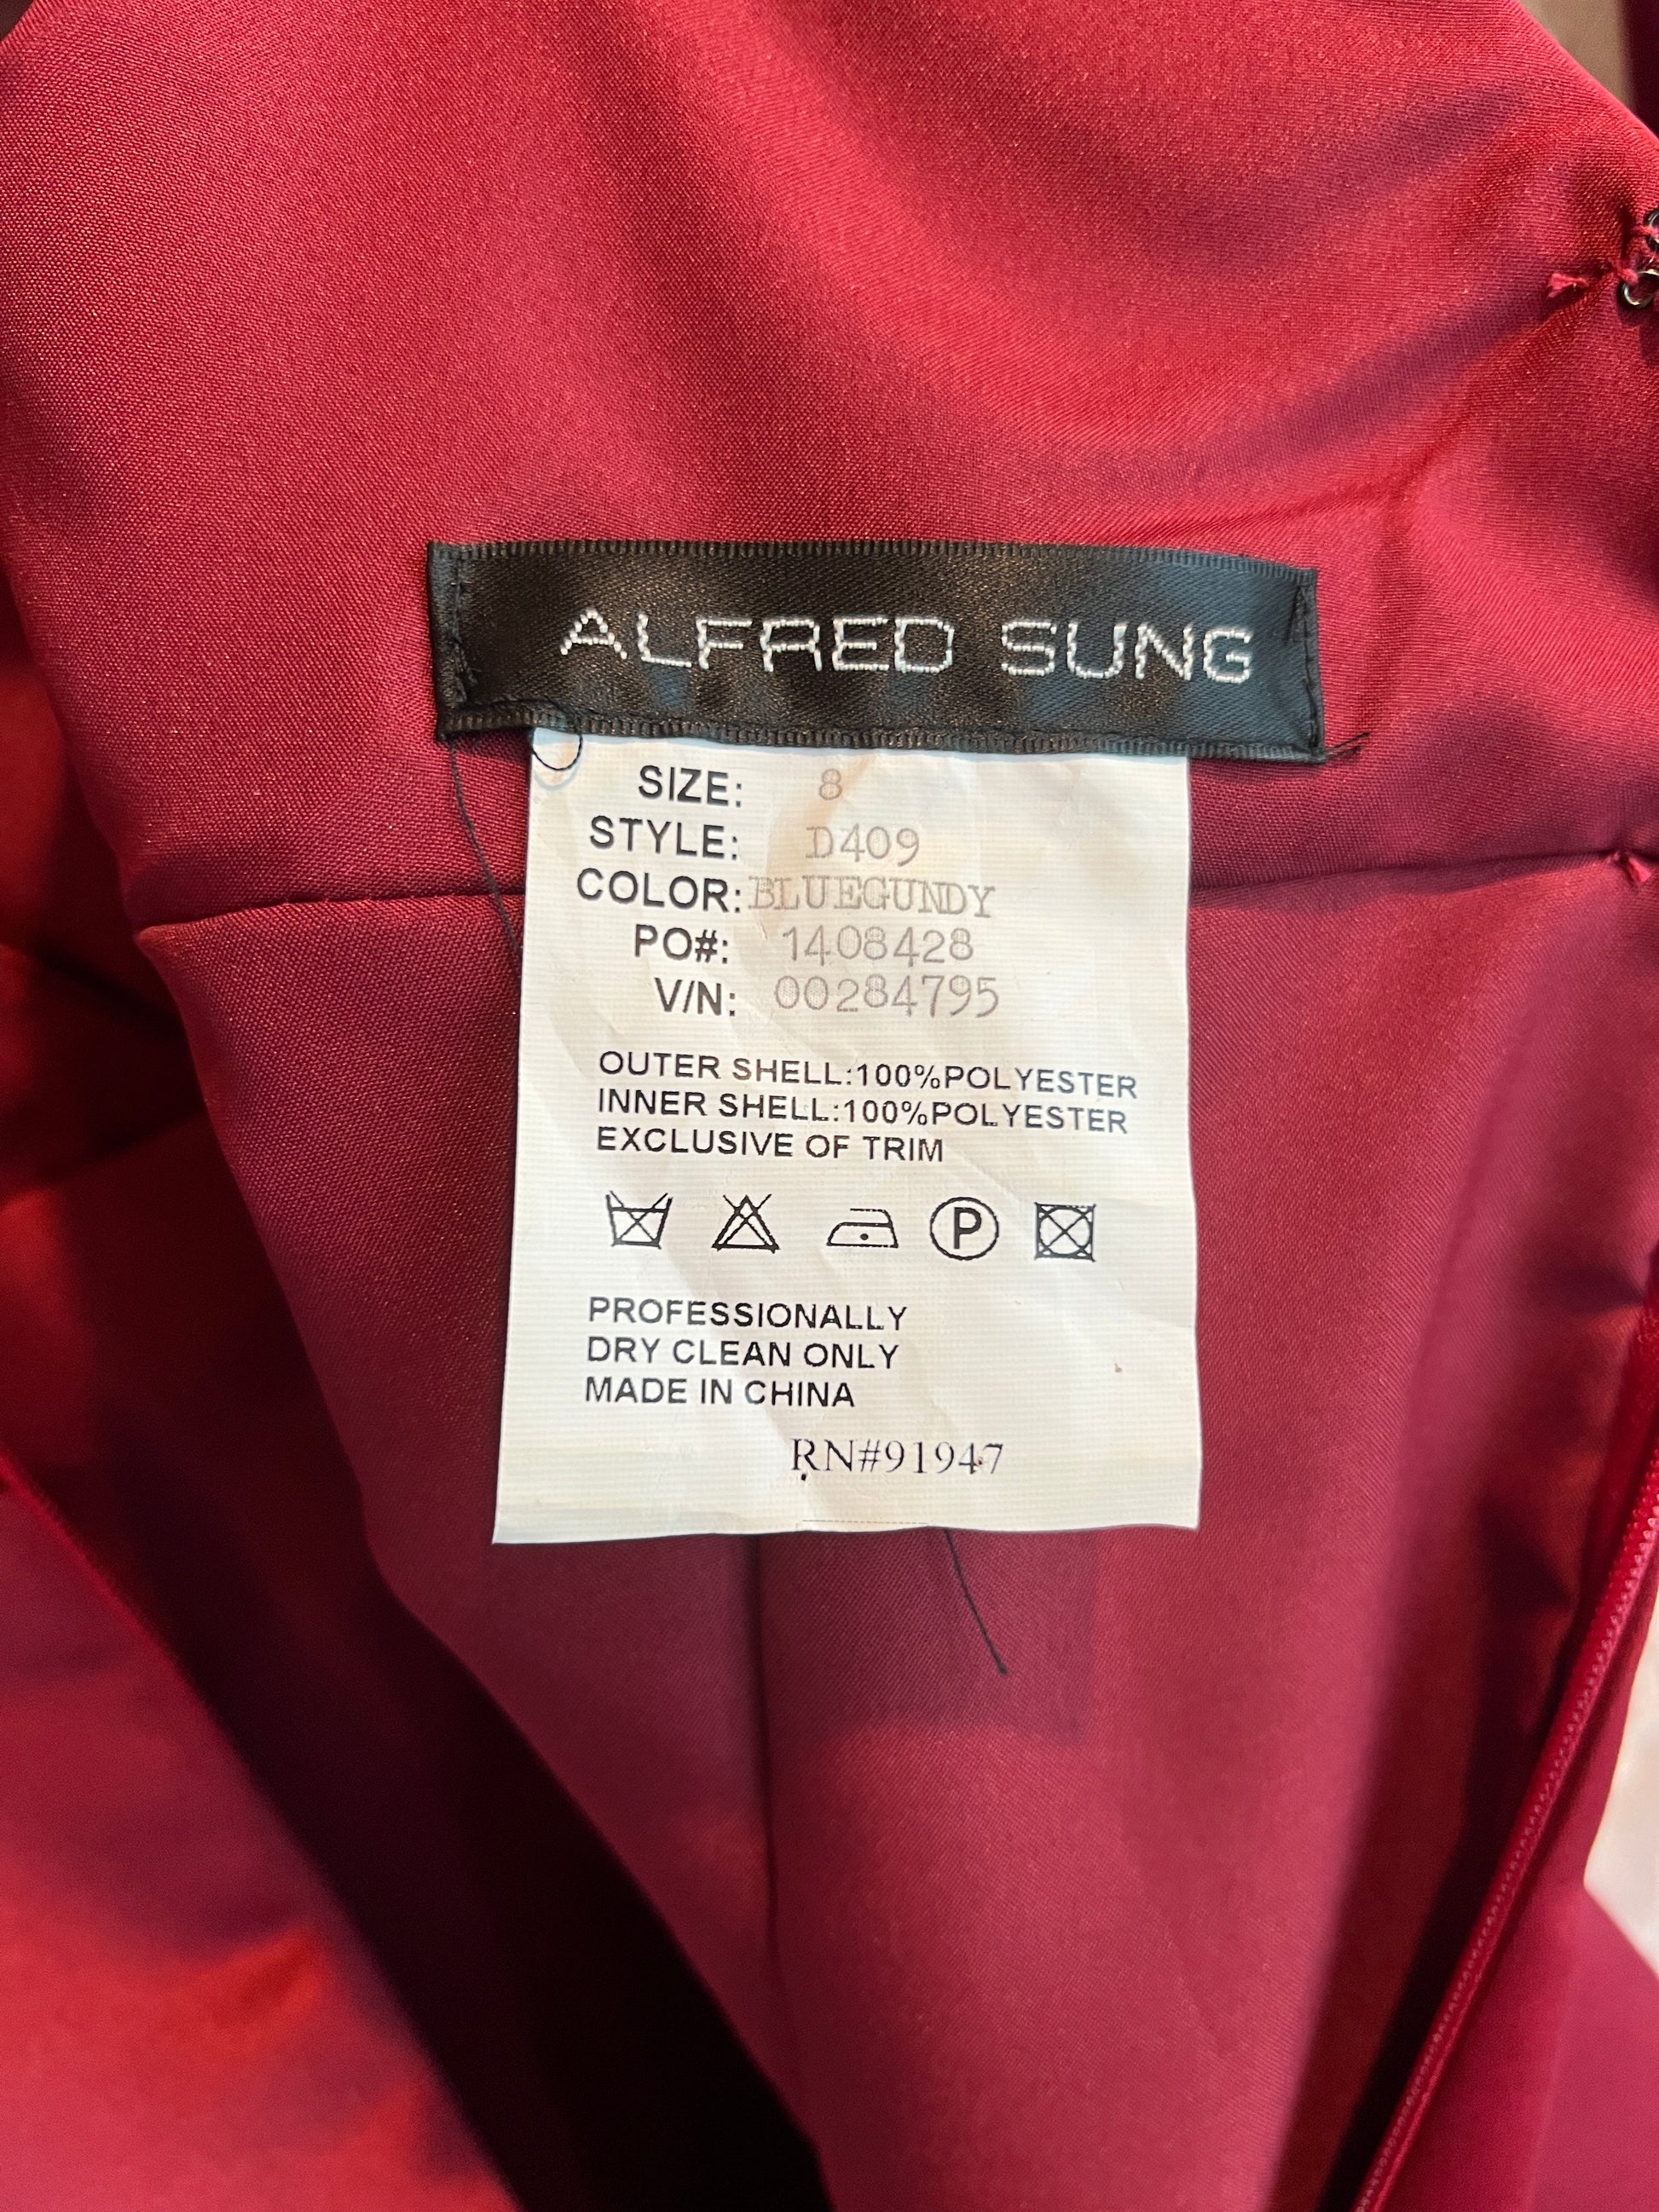 ALFRED SUNG
SIZE: 8
STYLE: D409
COLOR: BLUEGUNDY
PO#: 1408428
V/N: 00284795
OUTER SHELL:100%POLYESTER
INNER SHELL:100%POLYESTER
EXCLUSIVE OF TRIM
P
PROFESSIONALLY
DRY CLEAN ONLY
MADE IN CHINA
RN#91947